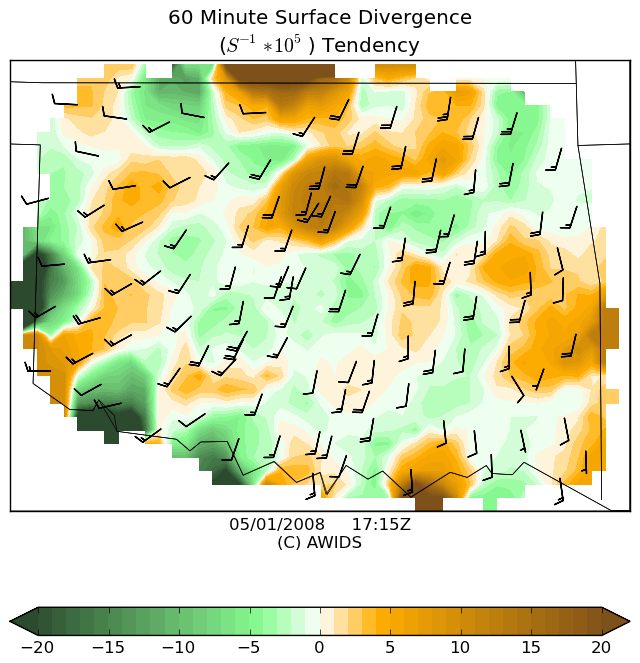 60 Minute Surface Divergence
(S⁻¹ *10⁵ ) Tendency
05/01/2008 17:15Z
(C) AWIDS
−20 −15 −10 −5 0 5 10 15 20